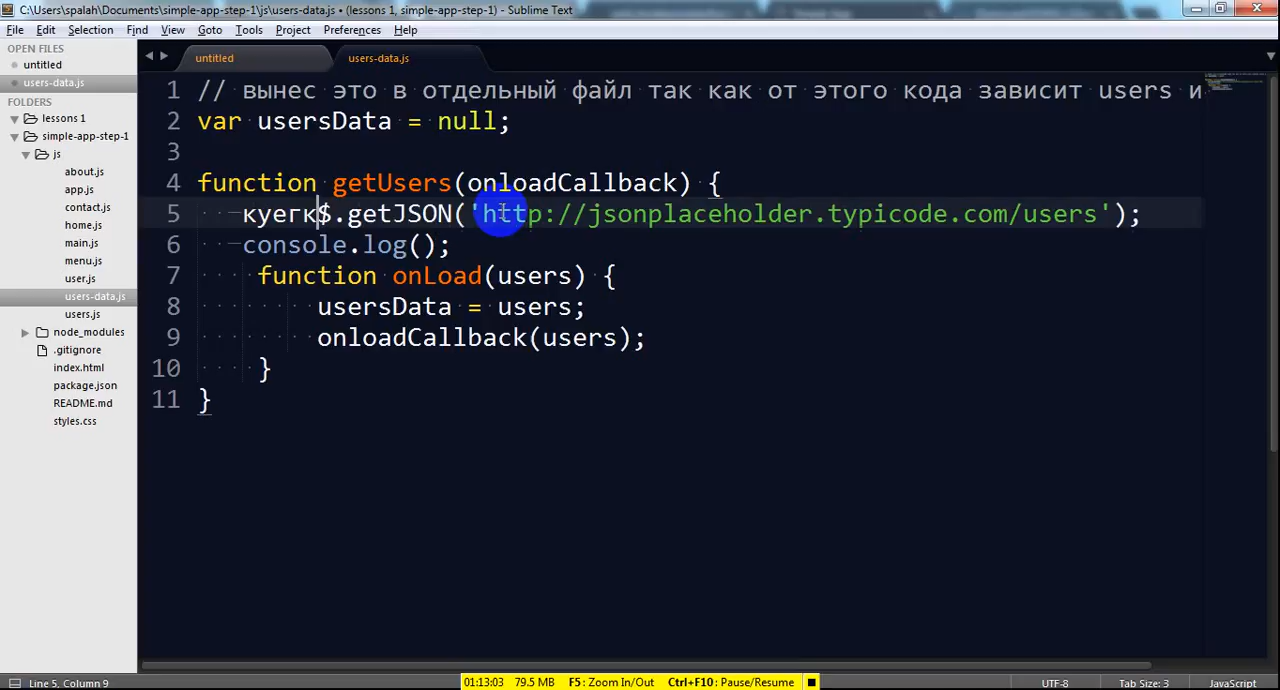 C:\Users\spalah\Documents\simple-app-step-1\js\users-data.js • (lessons 1, simple-app-step-1) - Sublime Text
File Edit Selection Find View Goto Tools Project Preferences Help
OPEN FILES
untitled
users-data.js
FOLDERS
lessons 1
simple-app-step-1
js
about.js
app.js
contact.js
home.js
main.js
menu.js
user.js
users-data.js
users.js
node_modules
.gitignore
index.html
package.json
README.md
styles.css
untitled users-data.js
1 // вынес это в отдельный файл так как от этого кода зависит users и
2 var usersData = null;
3
4 function getUsers(onloadCallback) {
5 куегк$.getJSON('http://jsonplaceholder.typicode.com/users');
6 console.log();
7 function onLoad(users) {
8 usersData = users;
9 onloadCallback(users);
10 }
11 }
Line 5, Column 9
01:13:03 79.5 MB F5: Zoom In/Out Ctrl+F10: Pause/Resume
UTF-8 Tab Size: 3 JavaScript